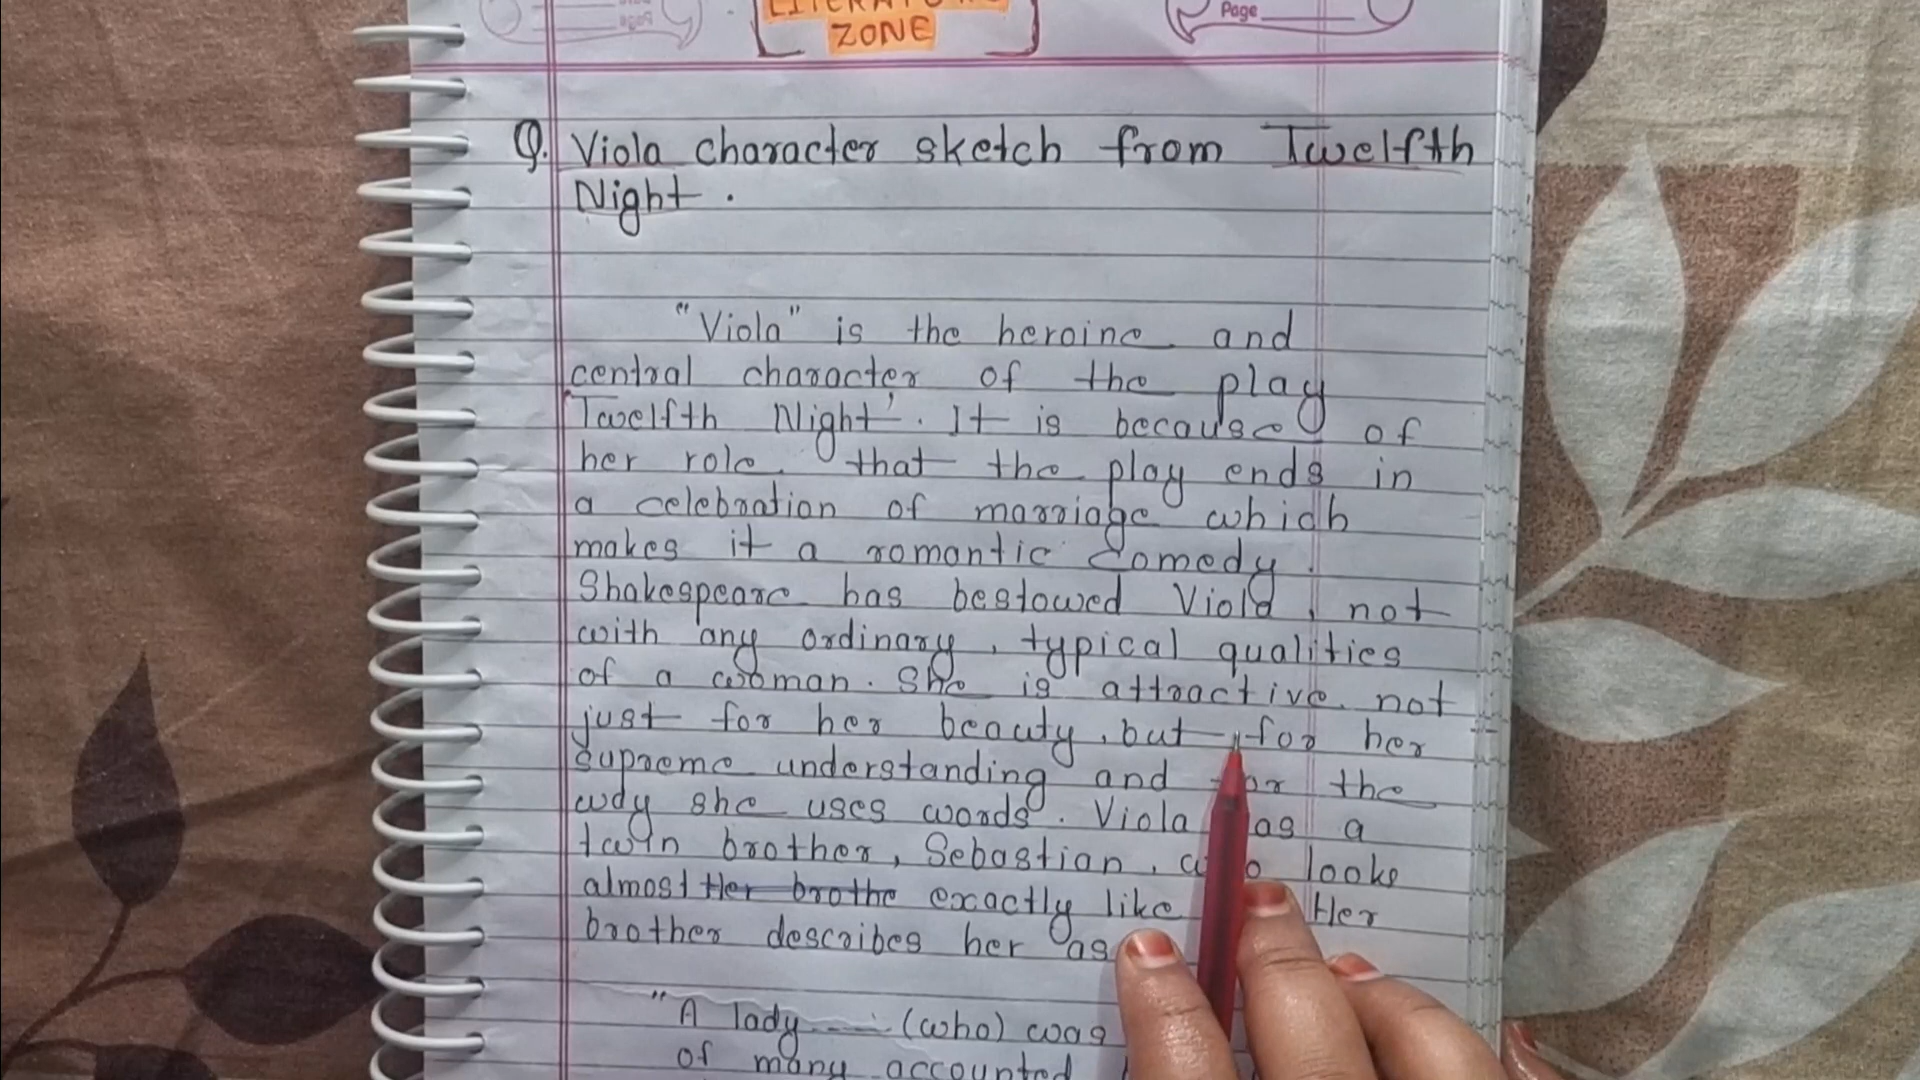 ZONE
Page
Q. Viola character sketch from Twelfth
Night.
"Viola" is the heroine and
central character of the play
'Twelfth Night'. It is because of
her role that the play ends in
a celebration of marriage which
makes it a romantic comedy.
Shakespeare has bestowed Viola, not
with any ordinary, typical qualities
of a woman. She is attractive not
just for her beauty, but for her
supreme understanding and for the
way she uses words. Viola as a
twin brother, Sebastian, who looks
almost Her brothe exactly like Her
brother describes her as
"A lady — (who) was
of many accounted